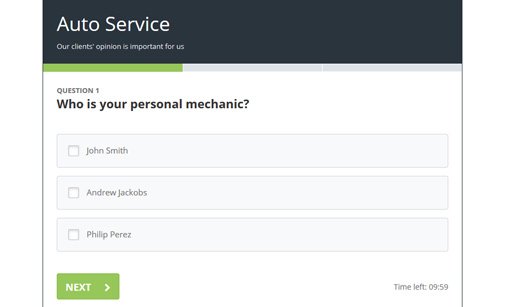 Auto Service
Our clients' opinion is important for us
QUESTION 1
Who is your personal mechanic?
John Smith
Andrew Jackobs
Philip Perez
NEXT
Time left: 09:59